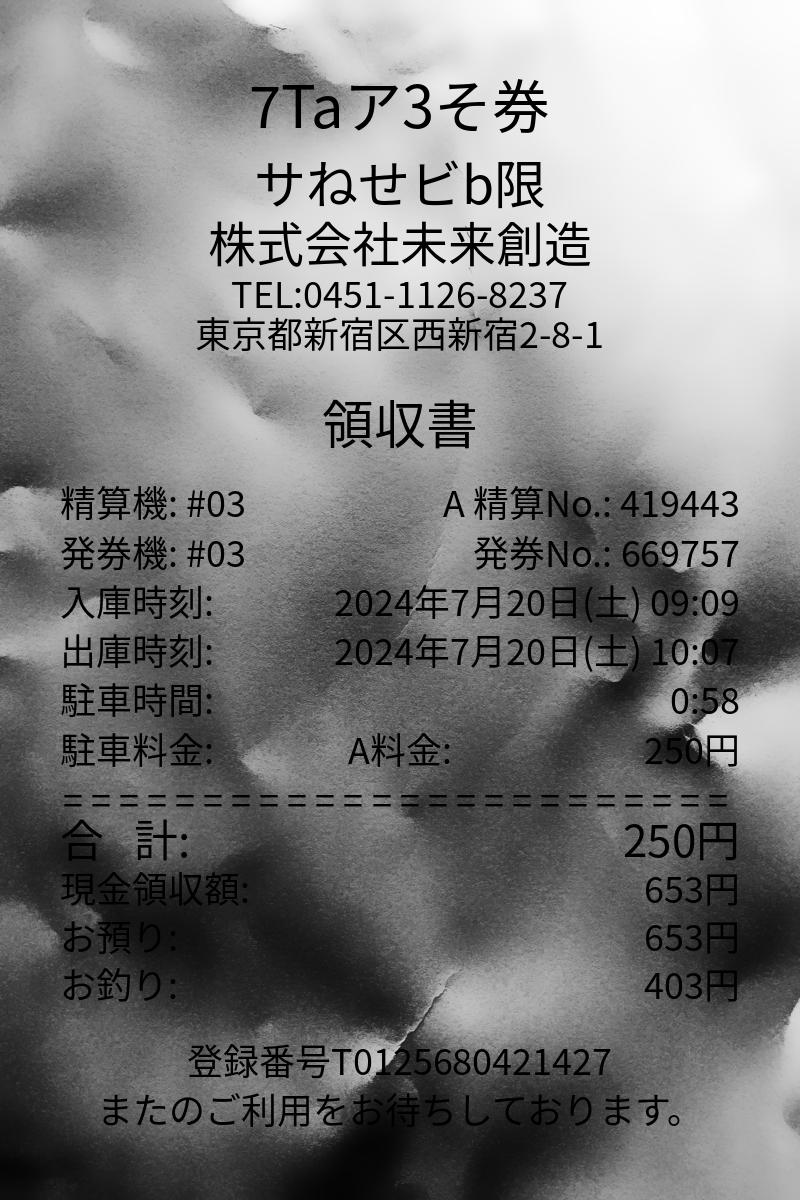 7Taア3そ券
サねせビb限
株式会社未来創造
TEL:0451-1126-8237
東京都新宿区西新宿2-8-1
領収書
精算機: #03 A 精算No.: 419443
発券機: #03 発券No.: 669757
入庫時刻: 2024年7月20日(土) 09:09
出庫時刻: 2024年7月20日(土) 10:07
駐車時間: 0:58
駐車料金: A料金: 250円
========================
合 計: 250円
現金領収額: 653円
お預り: 653円
お釣り: 403円
登録番号T0125680421427
またのご利用をお待ちしております。